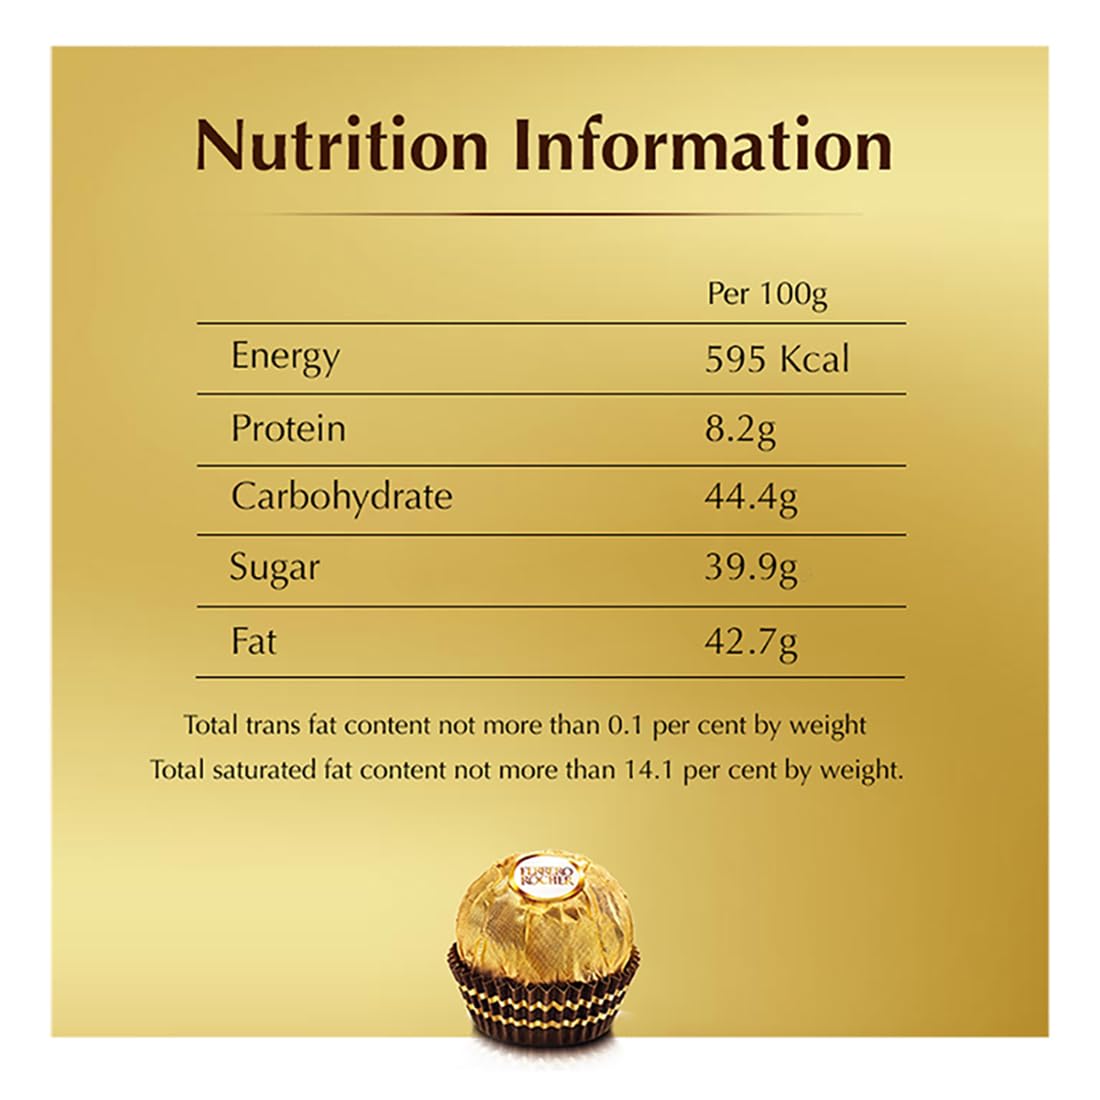 Nutrition Information
Per 100g
Energy 595 Kcal
Protein 8.2g
Carbohydrate 44.4g
Sugar 39.9g
Fat 42.7g
Total trans fat content not more than 0.1 per cent by weight
Total saturated fat content not more than 14.1 per cent by weight.
FERRERO
ROCHER